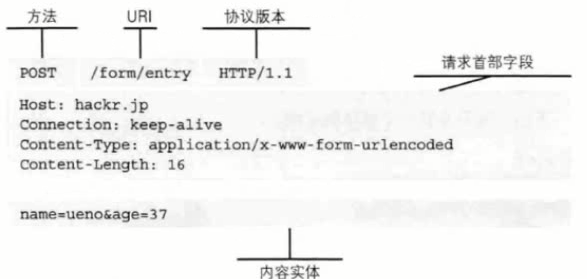 方法 URI 协议版本
请求首部字段
POST /form/entry HTTP/1.1
Host: hackr.jp
Connection: keep-alive
Content-Type: application/x-www-form-urlencoded
Content-Length: 16
name=ueno&age=37
内容实体